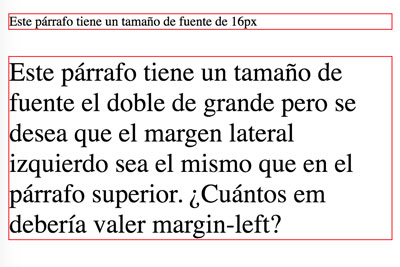 Este párrafo tiene un tamaño de fuente de 16px
Este párrafo tiene un tamaño de
fuente el doble de grande pero se
desea que el margen lateral
izquierdo sea el mismo que en el
párrafo superior. ¿Cuántos em
debería valer margin-left?